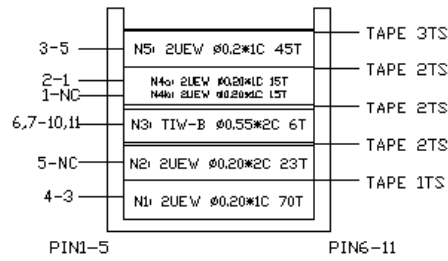 TAPE 3TS
3-5 N5: 2UEW Ø0.2*1C 45T
TAPE 2TS
2-1 N4a: 2UEW Ø0.20*1C 15T
1-NC N4b: 2UEW Ø0.20*1C 15T
TAPE 2TS
6,7-10,11 N3: TIW-B Ø0.55*2C 6T
TAPE 2TS
5-NC N2: 2UEW Ø0.20*2C 23T
TAPE 1TS
4-3 N1: 2UEW Ø0.20*1C 70T
PIN1-5 PIN6-11